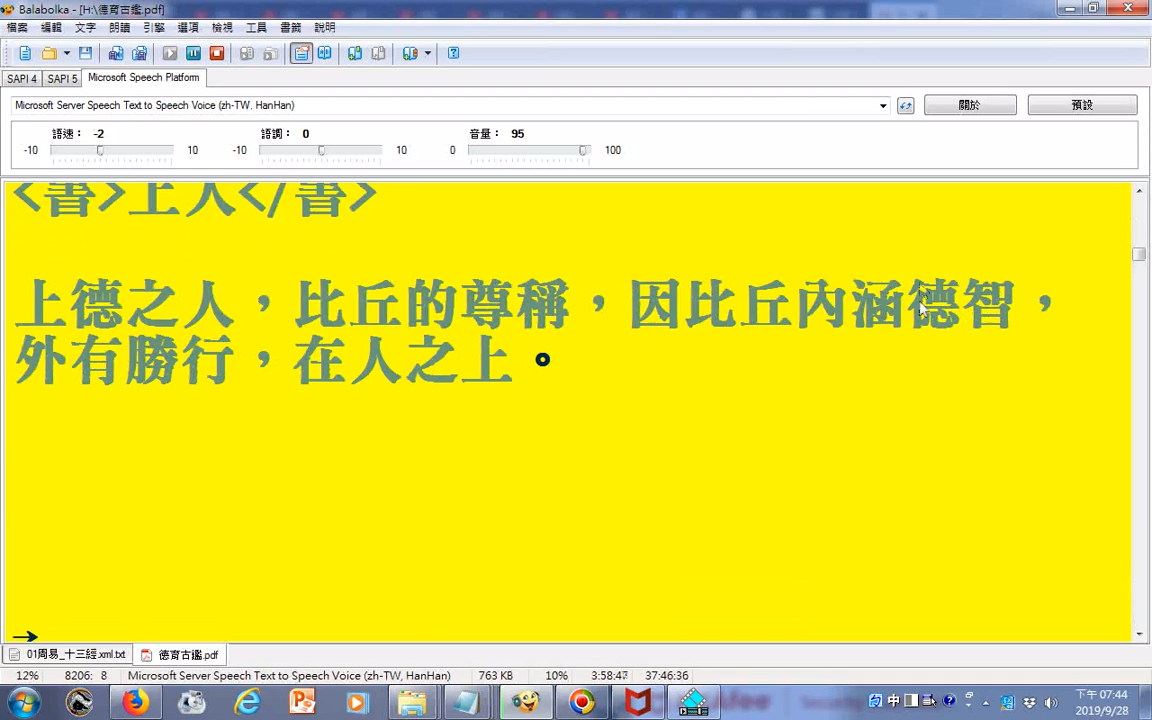 Balabolka - [H:\德育古鑑.pdf]
檔案 編輯 文字 朗讀 引擎 選項 檢視 工具 書籤 說明
SAPI 4 SAPI 5 Microsoft Speech Platform
Microsoft Server Speech Text to Speech Voice (zh-TW, HanHan) 關於 預設
語速： -2 語調： 0 音量： 95
-10 10 -10 10 0 100
<書>上人</書>
上德之人，比丘的尊稱，因比丘內涵德智，
外有勝行，在人之上。
01周易_十三經.xml.txt 德育古鑑.pdf
12% 8206: 8 Microsoft Server Speech Text to Speech Voice (zh-TW, HanHan) 763 KB 10% 3:58:47 37:46:36
中 下午 07:44
2019/9/28